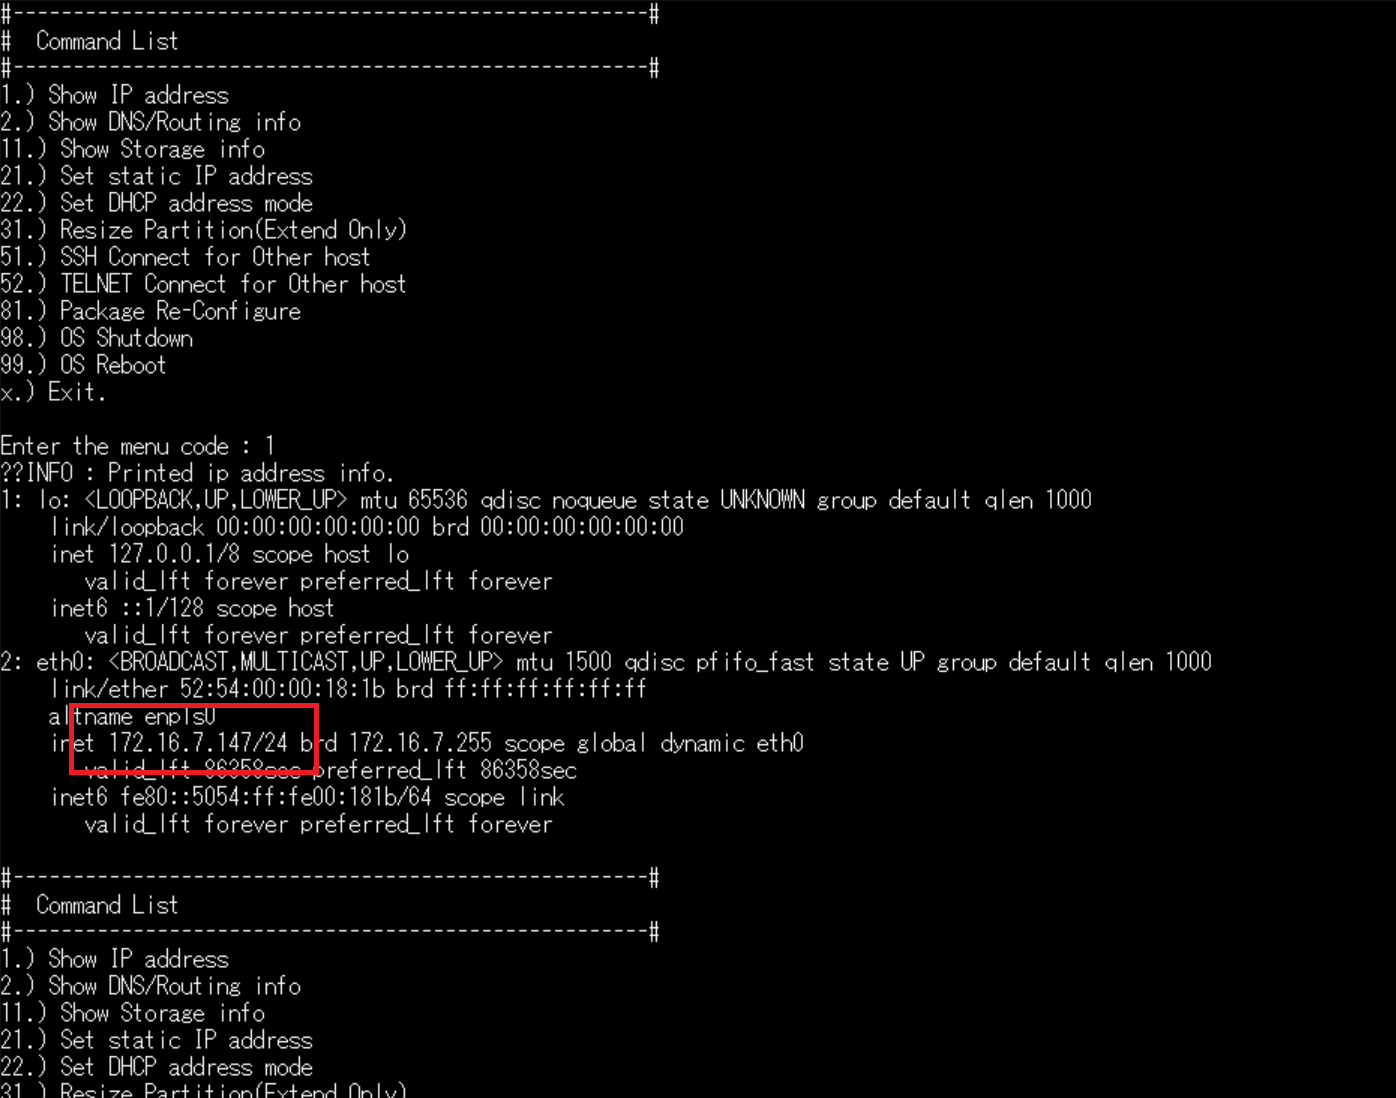 #-----------------------------------------------------#
#  Command List
#-----------------------------------------------------#
1.) Show IP address
2.) Show DNS/Routing info
11.) Show Storage info
21.) Set static IP address
22.) Set DHCP address mode
31.) Resize Partition(Extend Only)
51.) SSH Connect for Other host
52.) TELNET Connect for Other host
81.) Package Re-Configure
98.) OS Shutdown
99.) OS Reboot
x.) Exit.
Enter the menu code : 1
??INFO : Printed ip address info.
1: lo: <LOOPBACK,UP,LOWER_UP> mtu 65536 qdisc noqueue state UNKNOWN group default qlen 1000
link/loopback 00:00:00:00:00:00 brd 00:00:00:00:00:00
inet 127.0.0.1/8 scope host lo
valid_lft forever preferred_lft forever
inet6 ::1/128 scope host
valid_lft forever preferred_lft forever
2: eth0: <BROADCAST,MULTICAST,UP,LOWER_UP> mtu 1500 qdisc pfifo_fast state UP group default qlen 1000
link/ether 52:54:00:00:18:1b brd ff:ff:ff:ff:ff:ff
altname enp1s0
inet 172.16.7.147/24 brd 172.16.7.255 scope global dynamic eth0
valid_lft 86358sec preferred_lft 86358sec
inet6 fe80::5054:ff:fe00:181b/64 scope link
valid_lft forever preferred_lft forever
#-----------------------------------------------------#
#  Command List
#-----------------------------------------------------#
1.) Show IP address
2.) Show DNS/Routing info
11.) Show Storage info
21.) Set static IP address
22.) Set DHCP address mode
31.) Resize Partition(Extend Only)